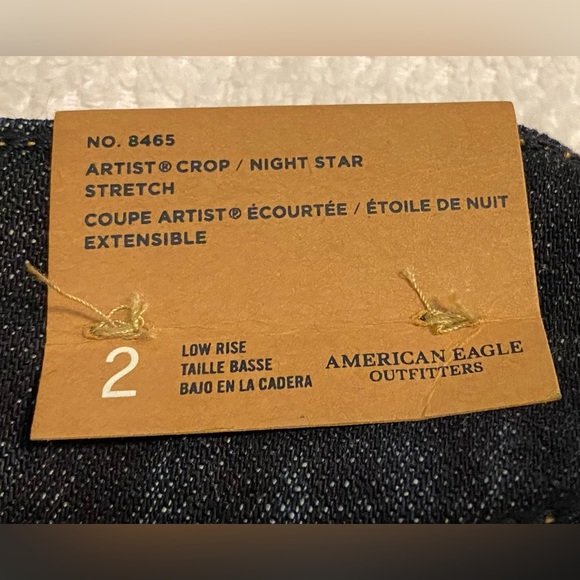 NO. 8465
ARTIST® CROP / NIGHT STAR
STRETCH
COUPE ARTIST℗ ÉCOURTÉE / ÉTOILE DE NUIT
EXTENSIBLE
2
LOW RISE
TAILLE BASSE
BAJO EN LA CADERA
AMERICAN EAGLE
OUTFITTERS